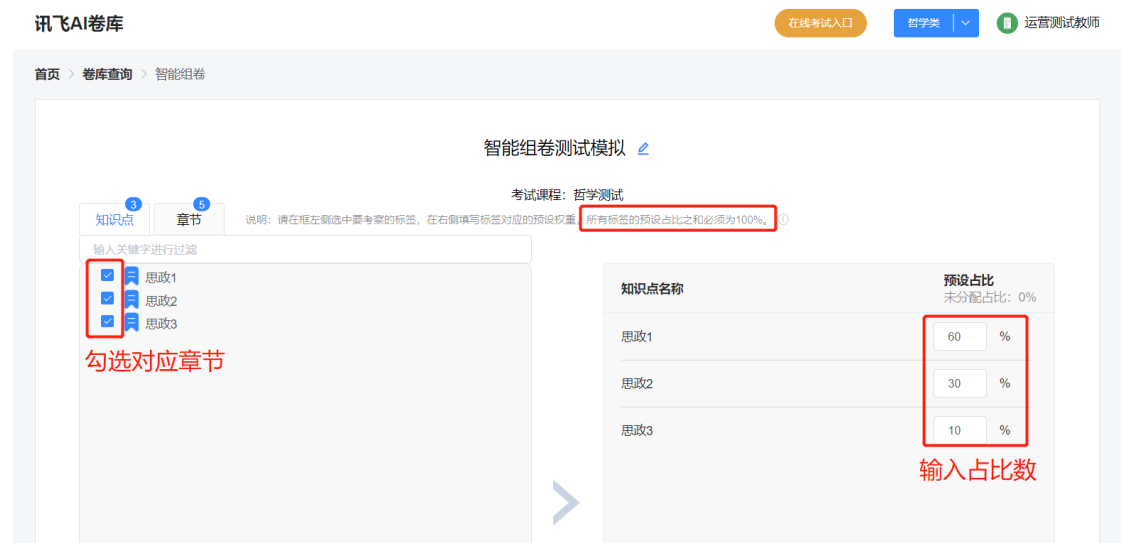 讯飞AI卷库
在线考试入口
哲学类
运营测试教师
首页 > 卷库查询 > 智能组卷
智能组卷测试模拟
考试课程：哲学测试
知识点 3
章节 5
说明：请在框左侧选中要考察的标签，在右侧填写标签对应的预设权重，所有标签的预设占比之和必须为100%。
输入关键字进行过滤
思政1
思政2
思政3
勾选对应章节
知识点名称
预设占比
未分配占比：0%
思政1 60 %
思政2 30 %
思政3 10 %
输入占比数